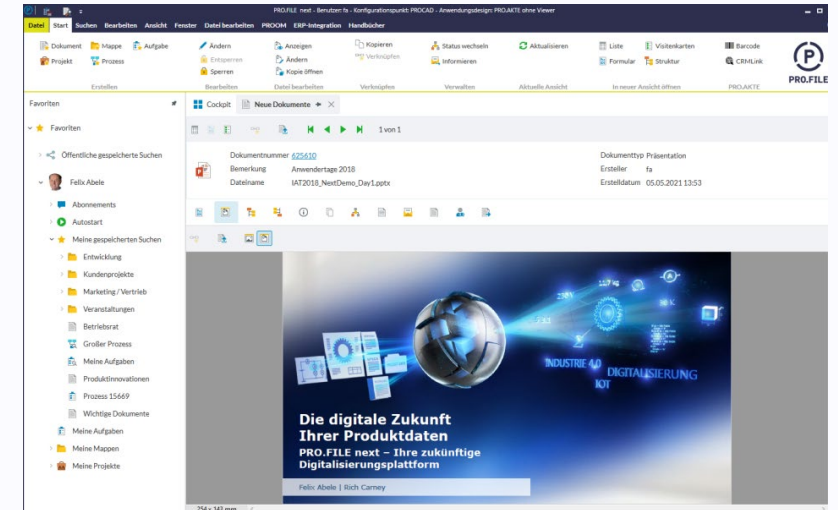 PRO.FILE next - Benutzer: fa - Konfigurationspunkt: PROCAD - Anwendungsdesign: PRO.AKTE ohne Viewer
Datei Start Suchen Bearbeiten Ansicht Fenster Datei bearbeiten PROOM ERP-Integration Handbücher
Dokument Mappe Aufgabe Ändern Anzeigen Kopieren Status wechseln Aktualisieren Liste Visitenkarten Barcode
Projekt Prozess Entsperren Ändern Verknüpfen Informieren Formular Struktur CRMLink
Sperren Kopie öffnen
PRO.FILE
Erstellen Bearbeiten Datei bearbeiten Verknüpfen Verwalten Aktuelle Ansicht In neuer Ansicht öffnen PRO.AKTE
Favoriten Cockpit Neue Dokumente
Favoriten
1 von 1
Öffentliche gespeicherte Suchen
Dokumentnummer 625610 Dokumenttyp Präsentation
Bemerkung Anwendertage 2018 Ersteller fa
Dateiname IAT2018_NextDemo_Day1.pptx Erstelldatum 05.05.2021 13:53
Felix Abele
Abonnements
Autostart
Meine gespeicherten Suchen
Entwicklung
Kundenprojekte
Marketing / Vertrieb
Veranstaltungen
Betriebsrat
Großer Prozess
Meine Aufgaben
Produktinnovationen
Prozess 15669
Wichtige Dokumente
Meine Aufgaben
Meine Mappen
Meine Projekte
INDUSTRIE 4.0
DIGITALISIERUNG
IOT
Die digitale Zukunft
Ihrer Produktdaten
PRO.FILE next – Ihre zukünftige
Digitalisierungsplattform
Felix Abele | Rich Carney